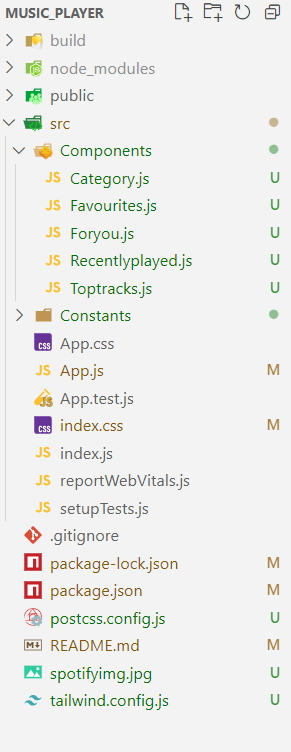 MUSIC_PLAYER
build
node_modules
public
src
Components
JS Category.js U
JS Favourites.js U
JS Foryou.js U
JS Recentlyplayed.js U
JS Toptracks.js U
Constants
CSS App.css
JS App.js M
JS App.test.js
CSS index.css M
JS index.js
JS reportWebVitals.js
JS setupTests.js
.gitignore
package-lock.json M
package.json M
postcss.config.js U
README.md M
spotifyimg.jpg U
tailwind.config.js U